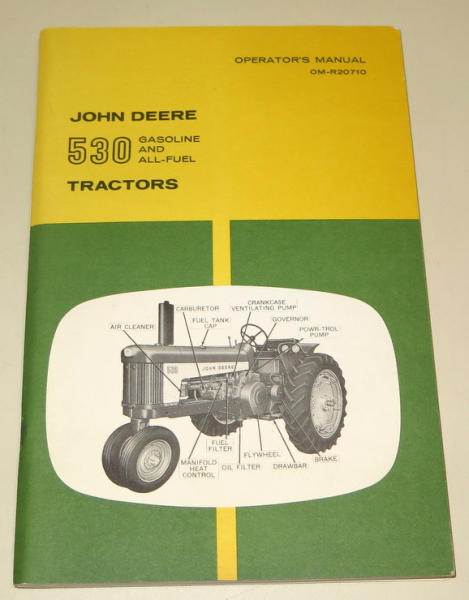 OPERATOR'S MANUAL
OM-R20710
JOHN DEERE
530 GASOLINE AND ALL-FUEL
TRACTORS
CARBURETOR
CRANKCASE VENTILATING PUMP
FUEL TANK CAP
GOVERNOR
AIR CLEANER
POWR-TROL PUMP
530
JOHN DEERE
FUEL FILTER
FLYWHEEL
BRAKE
MANIFOLD HEAT CONTROL
OIL FILTER
DRAWBAR